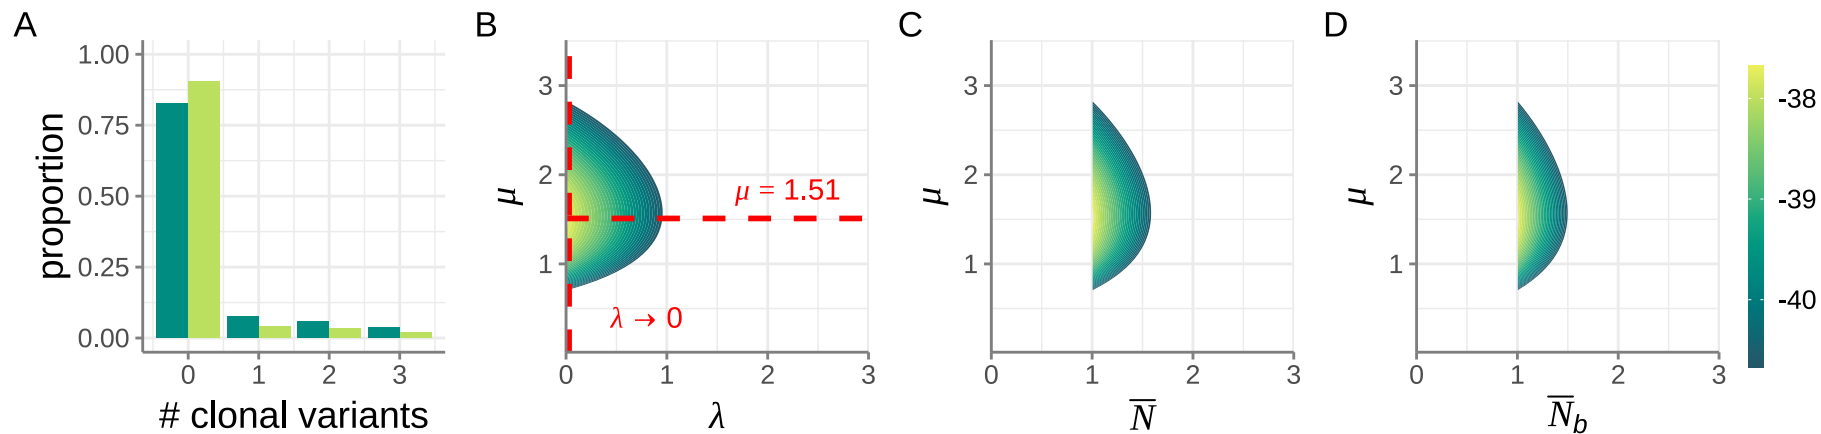 A
proportion
1.00
0.75
0.50
0.25
0.00
0 1 2 3
# clonal variants
B
μ
3
2
1
μ = 1.51
λ → 0
0 1 2 3
λ
C
μ
3
2
1
0 1 2 3
N̅
D
μ
3
2
1
0 1 2 3
N̅_b
-38
-39
-40